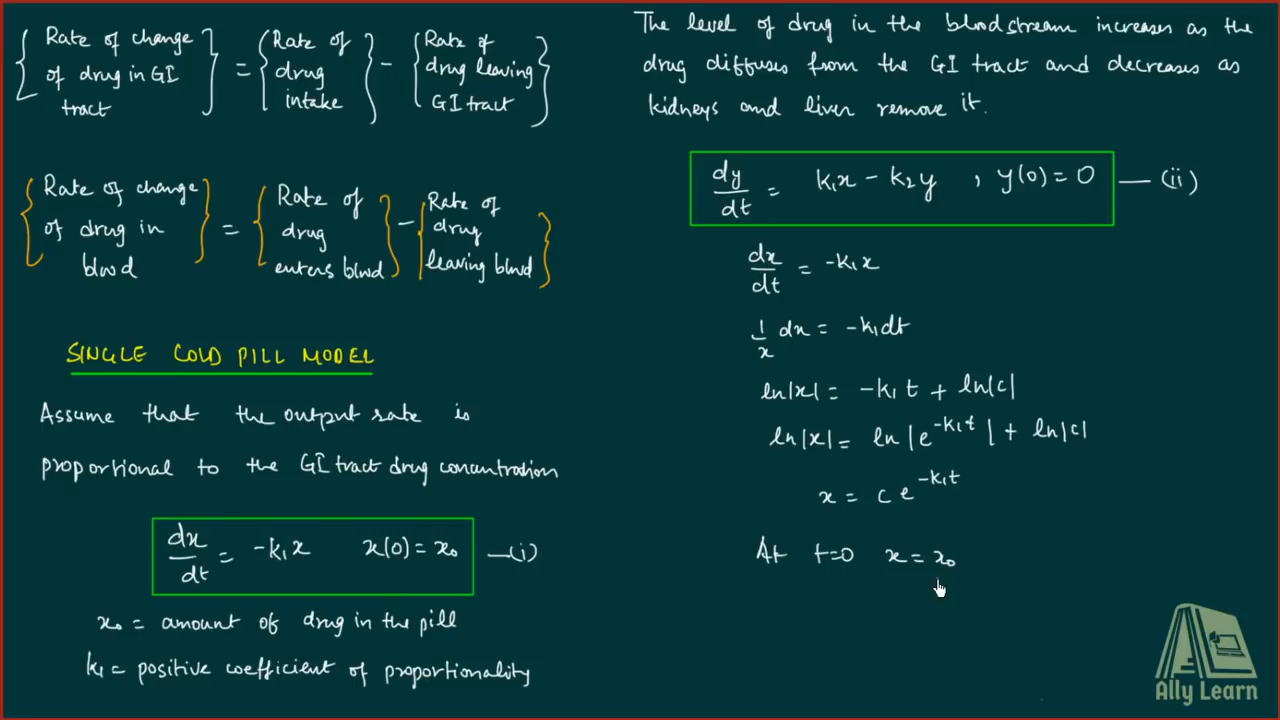 {Rate of change of drug in GI tract} = {Rate of drug intake} - {Rate of drug leaving GI tract}
{Rate of change of drug in blood} = {Rate of drug enters blood} - {Rate of drug leaving blood}
SINGLE COLD PILL MODEL
Assume that the output rate is
proportional to the GI tract drug concentration
dx/dt = -k₁x x(0) = x₀ —(i)
x₀ = amount of drug in the pill
k₁ = positive coefficient of proportionality
The level of drug in the bloodstream increases as the
drug diffuses from the GI tract and decreases as
kidneys and liver remove it.
dy/dt = k₁x - k₂y , y(0) = 0 — (ii)
dx/dt = -k₁x
1/x dx = -k₁dt
ln|x| = -k₁t + ln|c|
ln|x| = ln|e^(-k₁t)| + ln|c|
x = c e^(-k₁t)
At t=0 x = x₀
Ally Learn